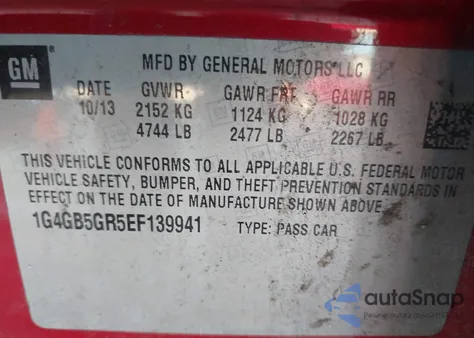 GM
MFD BY GENERAL MOTORS LLC
DATE GVWR GAWR FRT GAWR RR
10/13 2152 KG 1124 KG 1028 KG
4744 LB 2477 LB 2267 LB
THIS VEHICLE CONFORMS TO ALL APPLICABLE U.S. FEDERAL MOTOR
VEHICLE SAFETY, BUMPER, AND THEFT PREVENTION STANDARDS IN
EFFECT ON THE DATE OF MANUFACTURE SHOWN ABOVE.
1G4GB5GR5EF139941 TYPE: PASS CAR
autoSnap